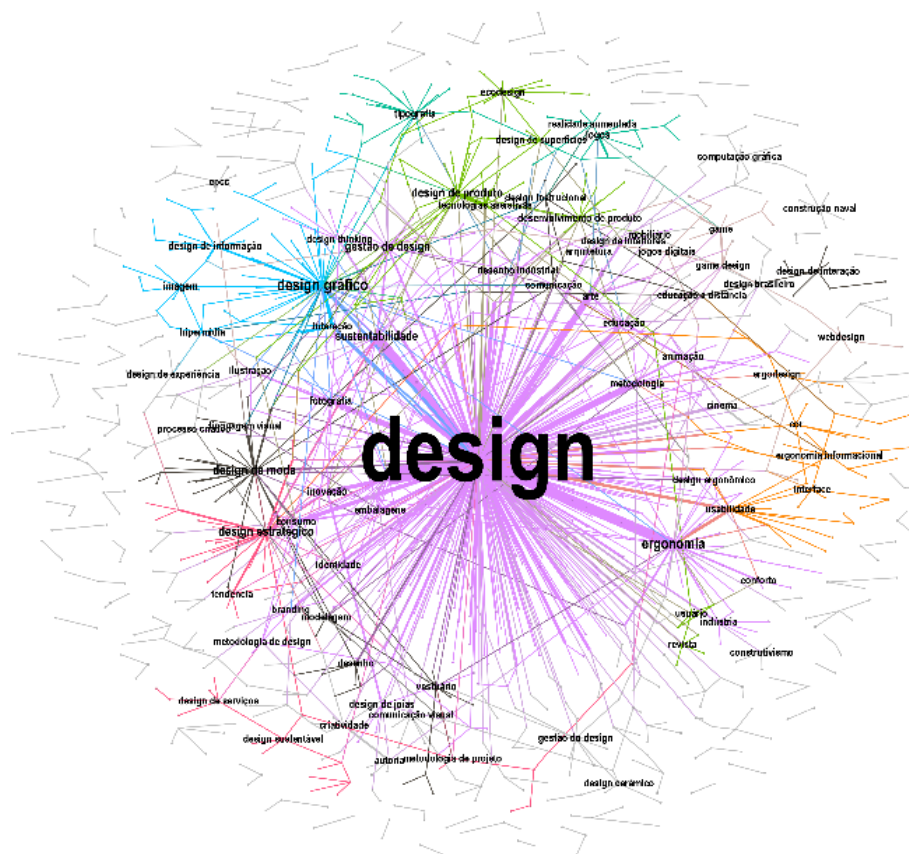 ecodesign
tipografia
realidade aumentada
jogos
design de superfícies
computação gráfica
design de produto
design instrucional
construção naval
desenvolvimento de produto
game
mobiliario
design thinking
design de interiores
design de informação
gestão de design
arquitetura
jogos digitais
game design
desenho industrial
design de interação
design gráfico
comunicação
design brasileiro
imagem
arte
educação a distância
hipermídia
interação
educação
sustentabilidade
webdesign
animação
design de experiência
ilustração
ergodesign
metodologia
fotografia
cinema
linguagem visual
processo criativo
design
ergonomia informacional
design de moda
design ergonômico
inovação
interface
embalagens
usabilidade
consumo
design estratégico
ergonomia
identidade
conforto
tendencia
branding
usuário
modelagem
indústria
metodologia de design
revista
construtivismo
desenho
vestuário
design de serviços
design de joias
comunicação visual
criatividade
design sustentável
gestão do design
autoria
metodologia de projeto
design cerâmico